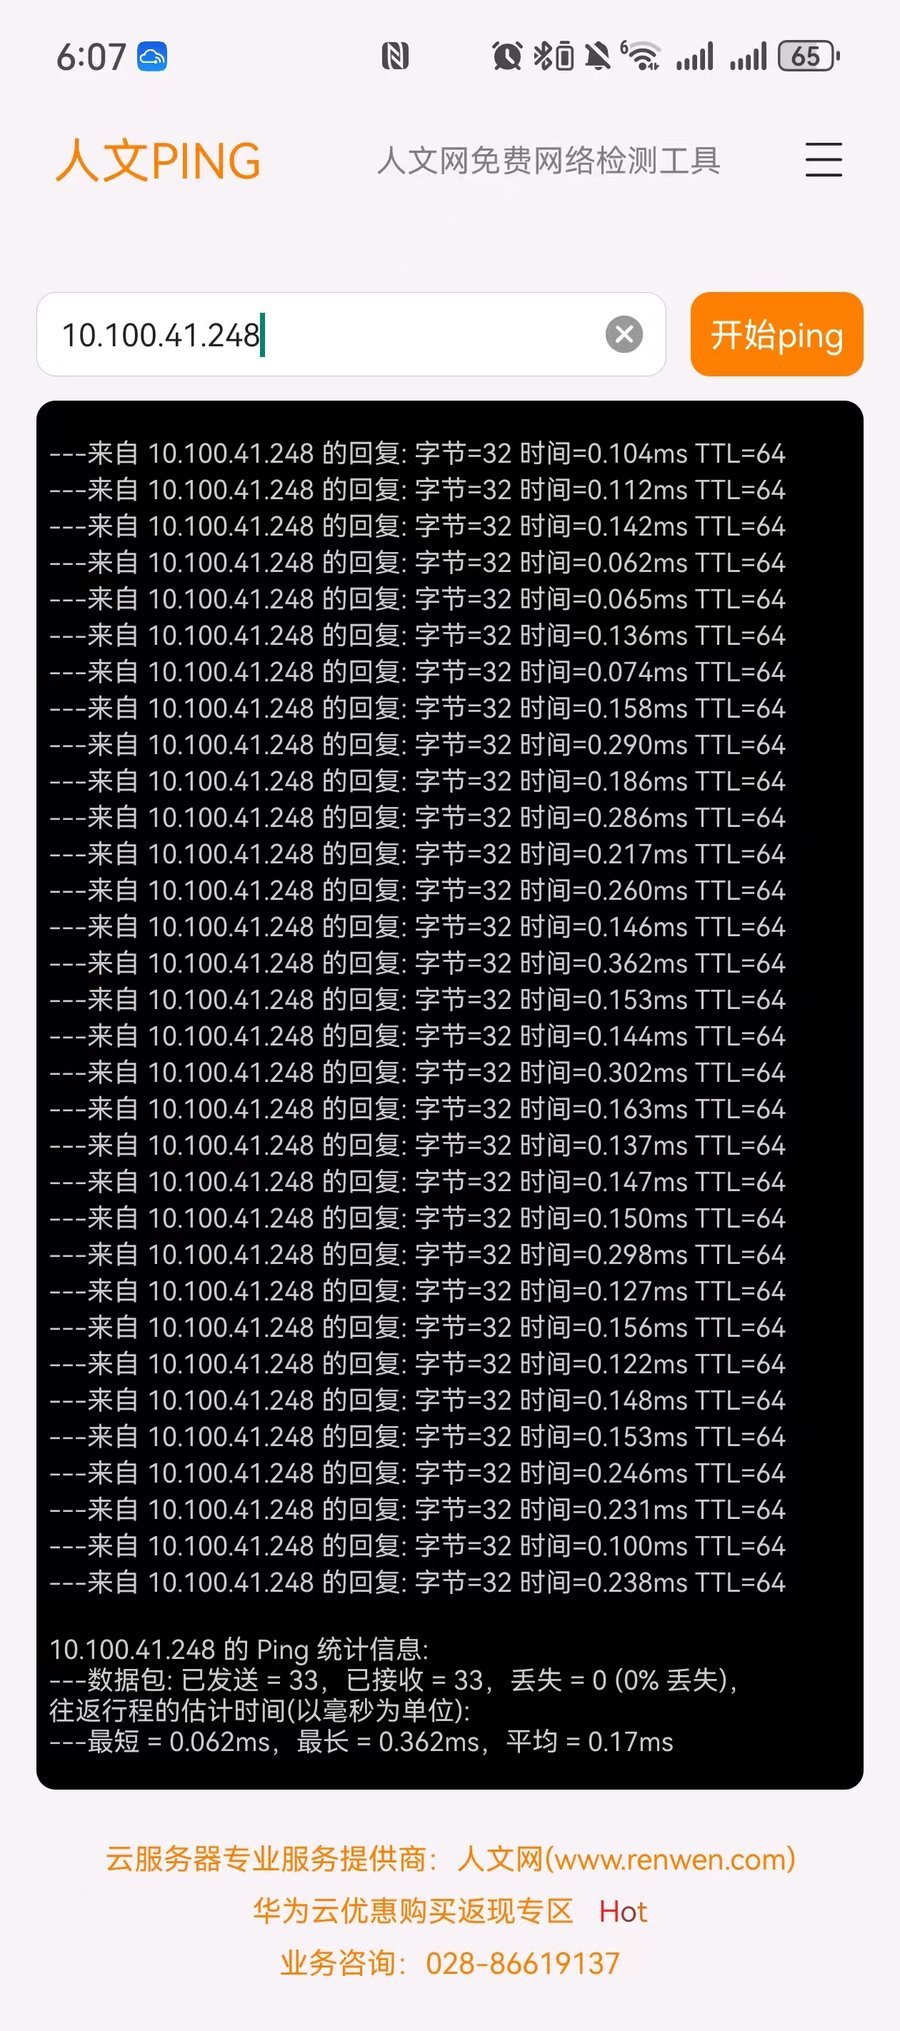 6:07
6
65
人文PING
人文网免费网络检测工具
10.100.41.248
开始ping
---来自 10.100.41.248 的回复: 字节=32 时间=0.104ms TTL=64
---来自 10.100.41.248 的回复: 字节=32 时间=0.112ms TTL=64
---来自 10.100.41.248 的回复: 字节=32 时间=0.142ms TTL=64
---来自 10.100.41.248 的回复: 字节=32 时间=0.062ms TTL=64
---来自 10.100.41.248 的回复: 字节=32 时间=0.065ms TTL=64
---来自 10.100.41.248 的回复: 字节=32 时间=0.136ms TTL=64
---来自 10.100.41.248 的回复: 字节=32 时间=0.074ms TTL=64
---来自 10.100.41.248 的回复: 字节=32 时间=0.158ms TTL=64
---来自 10.100.41.248 的回复: 字节=32 时间=0.290ms TTL=64
---来自 10.100.41.248 的回复: 字节=32 时间=0.186ms TTL=64
---来自 10.100.41.248 的回复: 字节=32 时间=0.286ms TTL=64
---来自 10.100.41.248 的回复: 字节=32 时间=0.217ms TTL=64
---来自 10.100.41.248 的回复: 字节=32 时间=0.260ms TTL=64
---来自 10.100.41.248 的回复: 字节=32 时间=0.146ms TTL=64
---来自 10.100.41.248 的回复: 字节=32 时间=0.362ms TTL=64
---来自 10.100.41.248 的回复: 字节=32 时间=0.153ms TTL=64
---来自 10.100.41.248 的回复: 字节=32 时间=0.144ms TTL=64
---来自 10.100.41.248 的回复: 字节=32 时间=0.302ms TTL=64
---来自 10.100.41.248 的回复: 字节=32 时间=0.163ms TTL=64
---来自 10.100.41.248 的回复: 字节=32 时间=0.137ms TTL=64
---来自 10.100.41.248 的回复: 字节=32 时间=0.147ms TTL=64
---来自 10.100.41.248 的回复: 字节=32 时间=0.150ms TTL=64
---来自 10.100.41.248 的回复: 字节=32 时间=0.298ms TTL=64
---来自 10.100.41.248 的回复: 字节=32 时间=0.127ms TTL=64
---来自 10.100.41.248 的回复: 字节=32 时间=0.156ms TTL=64
---来自 10.100.41.248 的回复: 字节=32 时间=0.122ms TTL=64
---来自 10.100.41.248 的回复: 字节=32 时间=0.148ms TTL=64
---来自 10.100.41.248 的回复: 字节=32 时间=0.153ms TTL=64
---来自 10.100.41.248 的回复: 字节=32 时间=0.246ms TTL=64
---来自 10.100.41.248 的回复: 字节=32 时间=0.231ms TTL=64
---来自 10.100.41.248 的回复: 字节=32 时间=0.100ms TTL=64
---来自 10.100.41.248 的回复: 字节=32 时间=0.238ms TTL=64
10.100.41.248 的 Ping 统计信息:
---数据包: 已发送 = 33，已接收 = 33，丢失 = 0 (0% 丢失)，
往返行程的估计时间(以毫秒为单位):
---最短 = 0.062ms，最长 = 0.362ms，平均 = 0.17ms
云服务器专业服务提供商：人文网(www.renwen.com)
华为云优惠购买返现专区 Hot
业务咨询：028-86619137